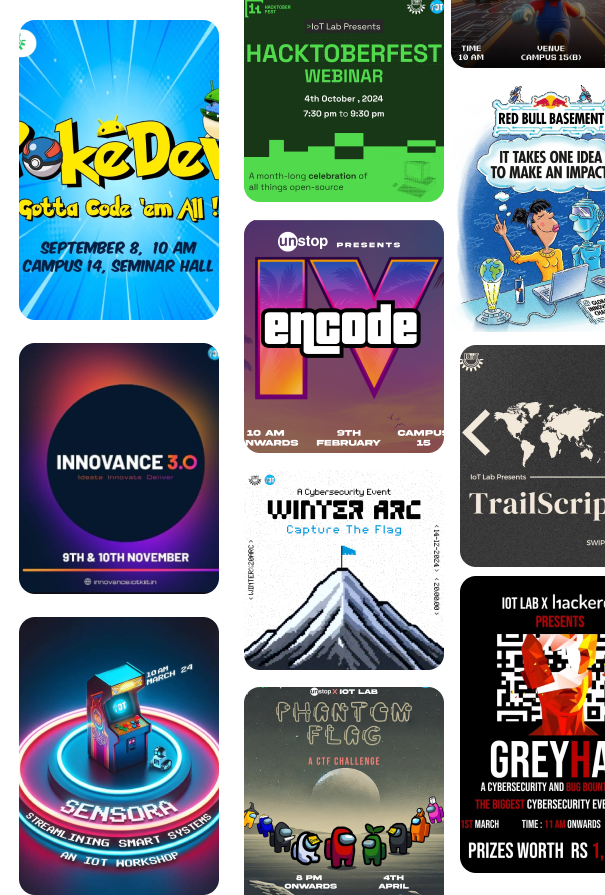 PokéDev
Gotta Code 'em All !
SEPTEMBER 8, 10 AM
CAMPUS 14, SEMINAR HALL
INNOVANCE 3.0
Ideate Innovate Deliver
9TH & 10TH NOVEMBER
innovance.iotkiit.in
10 AM
MARCH 24
IOT
SENSORA
STREAMLINING SMART SYSTEMS
AN IOT WORKSHOP
HACKTOBER
FEST
>IoT Lab Presents
HACKTOBERFEST
WEBINAR
4th October , 2024
7:30 pm to 9:30 pm
A month-long celebration of
all things open-source
unstop PRESENTS
IV
encode
10 AM 9TH CAMPUS
NWARDS FEBRUARY 15
A Cybersecurity Event
WINTER ARC
Capture The Flag
<WINTER%20ARC>
<14-12-2024 > < 20:00:00 >
unstop X IOT LAB
PHANTOM
FLAG
A CTF CHALLENGE
8 PM 4TH
ONWARDS APRIL
TIME VENUE
10 AM CAMPUS 15(B)
RED BULL BASEMENT
IT TAKES ONE IDEA
TO MAKE AN IMPACT
IoT Lab Presents
TrailScrip
SWIP
IOT LAB X hackere
PRESENTS
GREYHA
A CYBERSECURITY AND BUG BOUN
THE BIGGEST CYBERSECURITY EVE
1ST MARCH TIME : 11 AM ONWARDS
PRIZES WORTH RS 1,